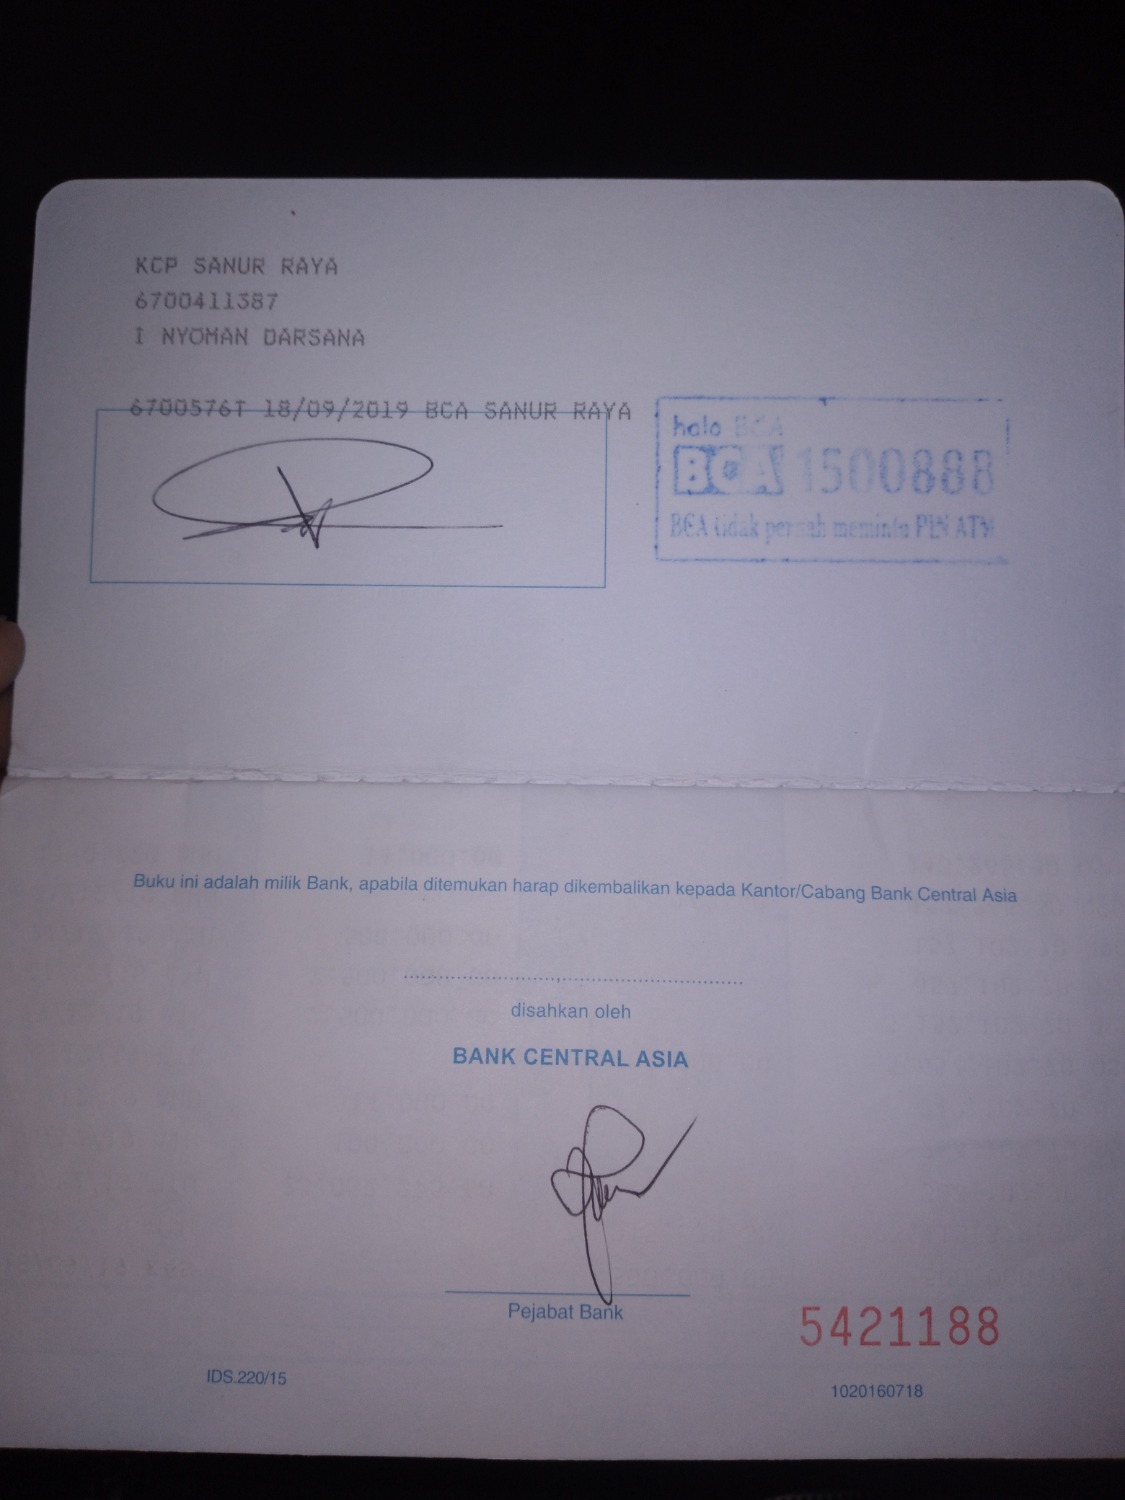 KCP SANUR RAYA
6700411387
I NYOMAN DARSANA
6700576T 18/09/2019 BCA SANUR RAYA
halo BCA
BCA 1500888
BCA tidak pernah meminta PIN ATM
Buku ini adalah milik Bank, apabila ditemukan harap dikembalikan kepada Kantor/Cabang Bank Central Asia
disahkan oleh
BANK CENTRAL ASIA
Pejabat Bank
5421188
IDS.220/15
1020160718